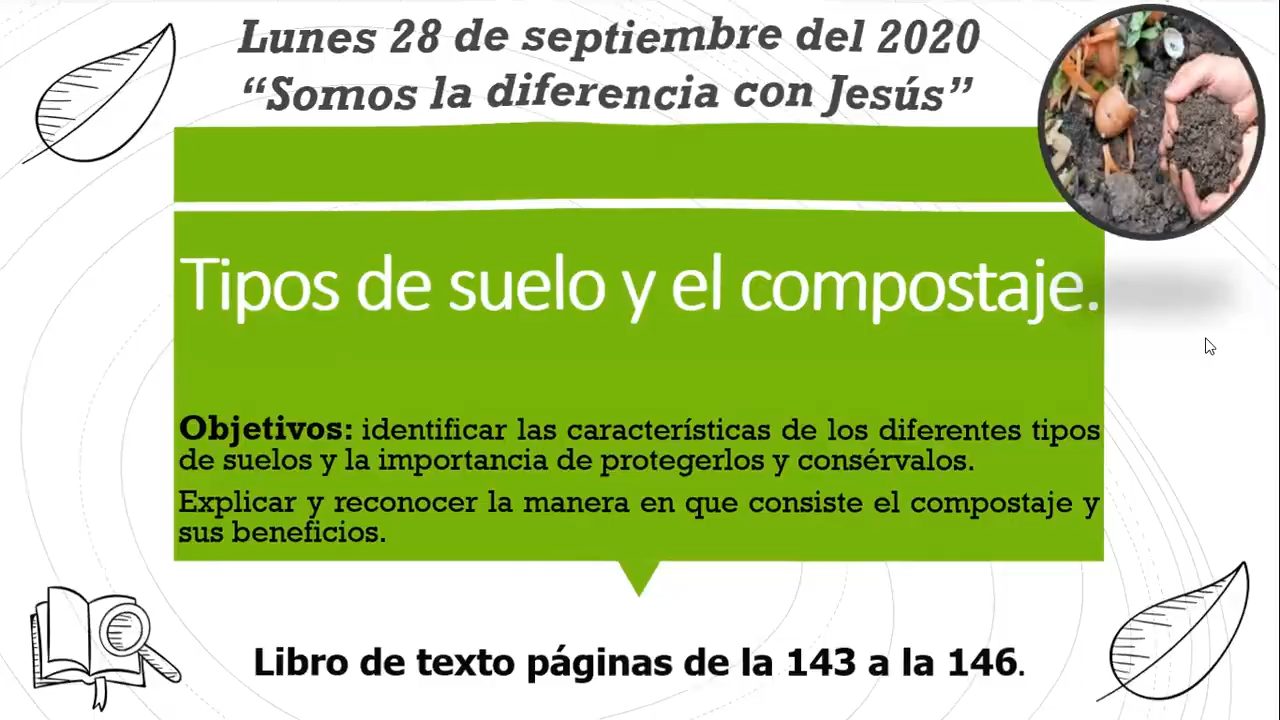 Lunes 28 de septiembre del 2020
“Somos la diferencia con Jesús”
Tipos de suelo y el compostaje.
Objetivos: identificar las características de los diferentes tipos
de suelos y la importancia de protegerlos y consérvalos.
Explicar y reconocer la manera en que consiste el compostaje y
sus beneficios.
Libro de texto páginas de la 143 a la 146.